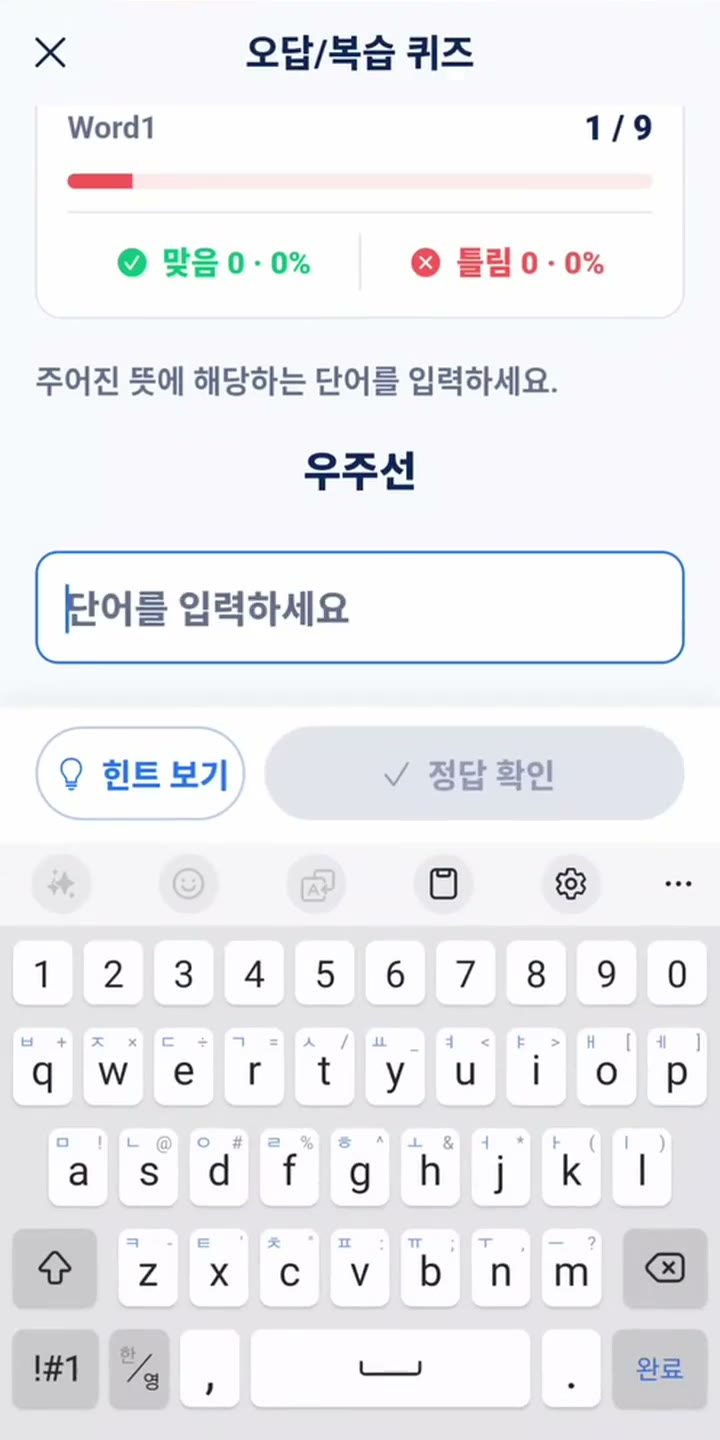 오답/복습 퀴즈
Word1
1 / 9
맞음 0 · 0%
틀림 0 · 0%
주어진 뜻에 해당하는 단어를 입력하세요.
우주선
단어를 입력하세요
힌트 보기
정답 확인
1 2 3 4 5 6 7 8 9 0
ㅂ + ㅈ × ㄷ ÷ ㄱ = ㅅ / ㅛ _ ㅕ < ㅑ > ㅐ [ ㅔ ]
q w e r t y u i o p
ㅁ ! ㄴ @ ㅇ # ㄹ % ㅎ ^ ㅗ & ㅓ * ㅏ ( ㅣ )
a s d f g h j k l
ㅋ - ㅌ ' ㅊ " ㅍ : ㅠ ; ㅜ , ㅡ ?
z x c v b n m
!#1 한/영 , . 완료